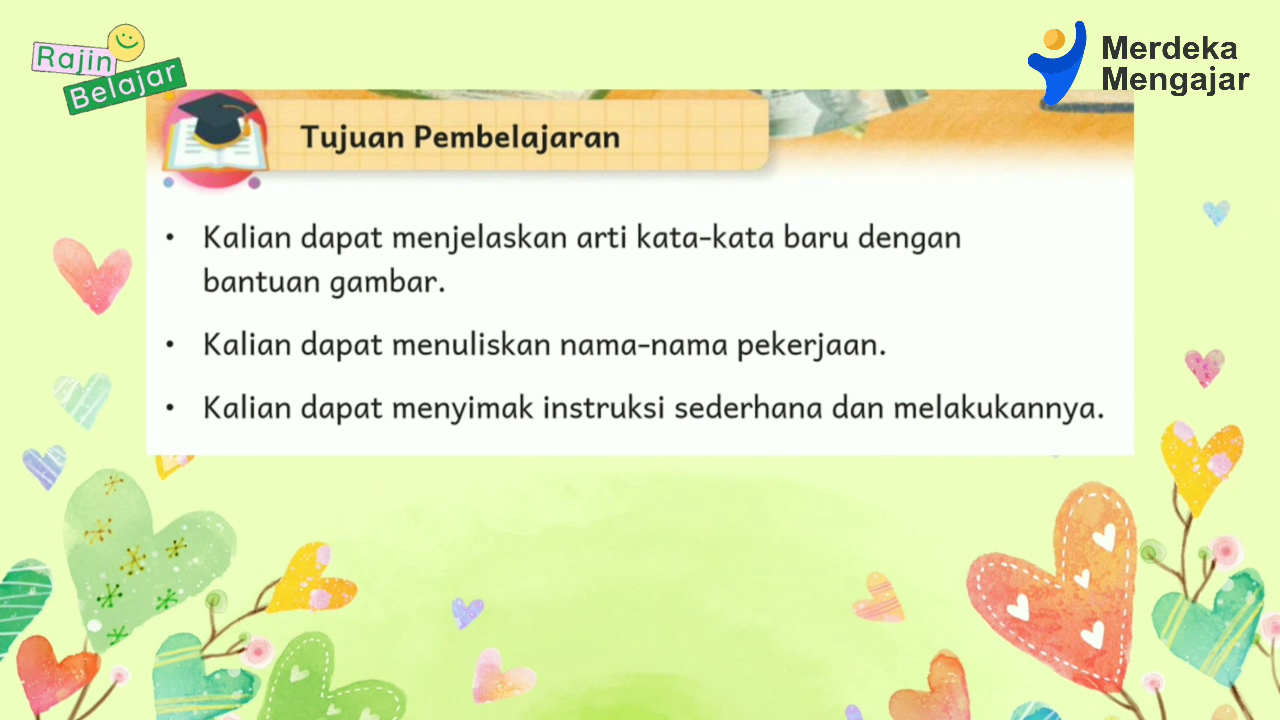 Rajin
Belajar
Merdeka
Mengajar
Tujuan Pembelajaran
• Kalian dapat menjelaskan arti kata-kata baru dengan
bantuan gambar.
• Kalian dapat menuliskan nama-nama pekerjaan.
• Kalian dapat menyimak instruksi sederhana dan melakukannya.